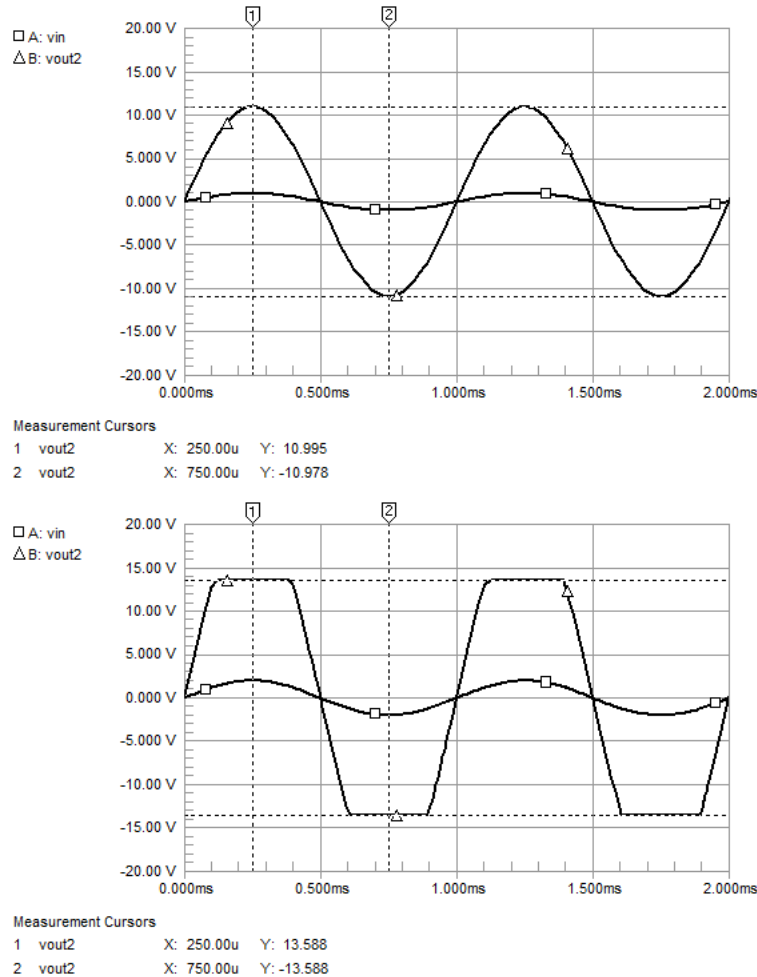 1 2
A: vin
B: vout2
20.00 V
15.00 V
10.00 V
5.000 V
0.000 V
-5.000 V
-10.00 V
-15.00 V
-20.00 V
0.000ms 0.500ms 1.000ms 1.500ms 2.000ms
Measurement Cursors
1 vout2 X: 250.00u Y: 10.995
2 vout2 X: 750.00u Y: -10.978
1 2
A: vin
B: vout2
20.00 V
15.00 V
10.00 V
5.000 V
0.000 V
-5.000 V
-10.00 V
-15.00 V
-20.00 V
0.000ms 0.500ms 1.000ms 1.500ms 2.000ms
Measurement Cursors
1 vout2 X: 250.00u Y: 13.588
2 vout2 X: 750.00u Y: -13.588